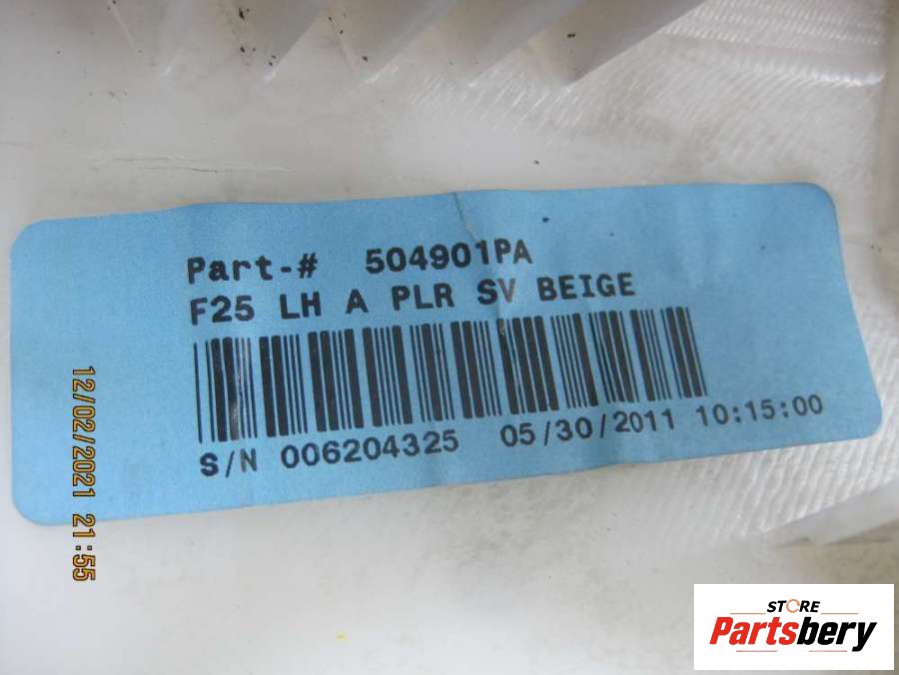 Part-# 504901PA
F25 LH A PLR SV BEIGE
S/N 006204325 05/30/2011 10:15:00
12/02/2021 21:55
STORE
Partsbery